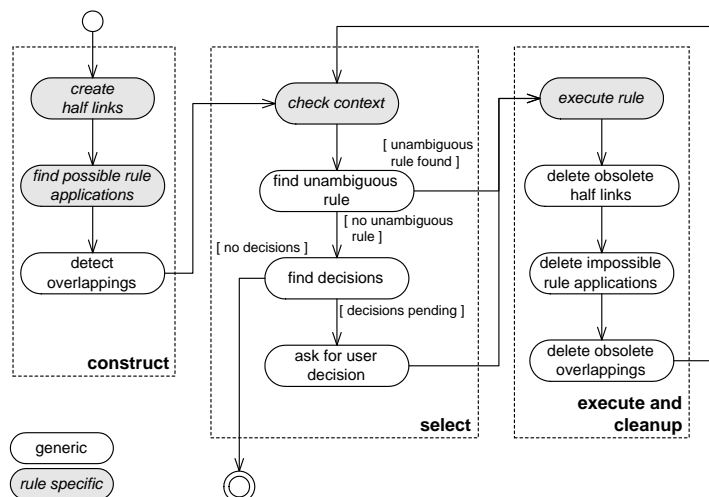 create
half links
find possible rule
applications
detect
overlappings
construct
check context
[ unambiguous
rule found ]
find unambiguous
rule
[ no unambiguous
rule ]
[ no decisions ]
find decisions
[ decisions pending ]
ask for user
decision
select
execute rule
delete obsolete
half links
delete impossible
rule applications
delete obsolete
overlappings
execute and
cleanup
generic
rule specific